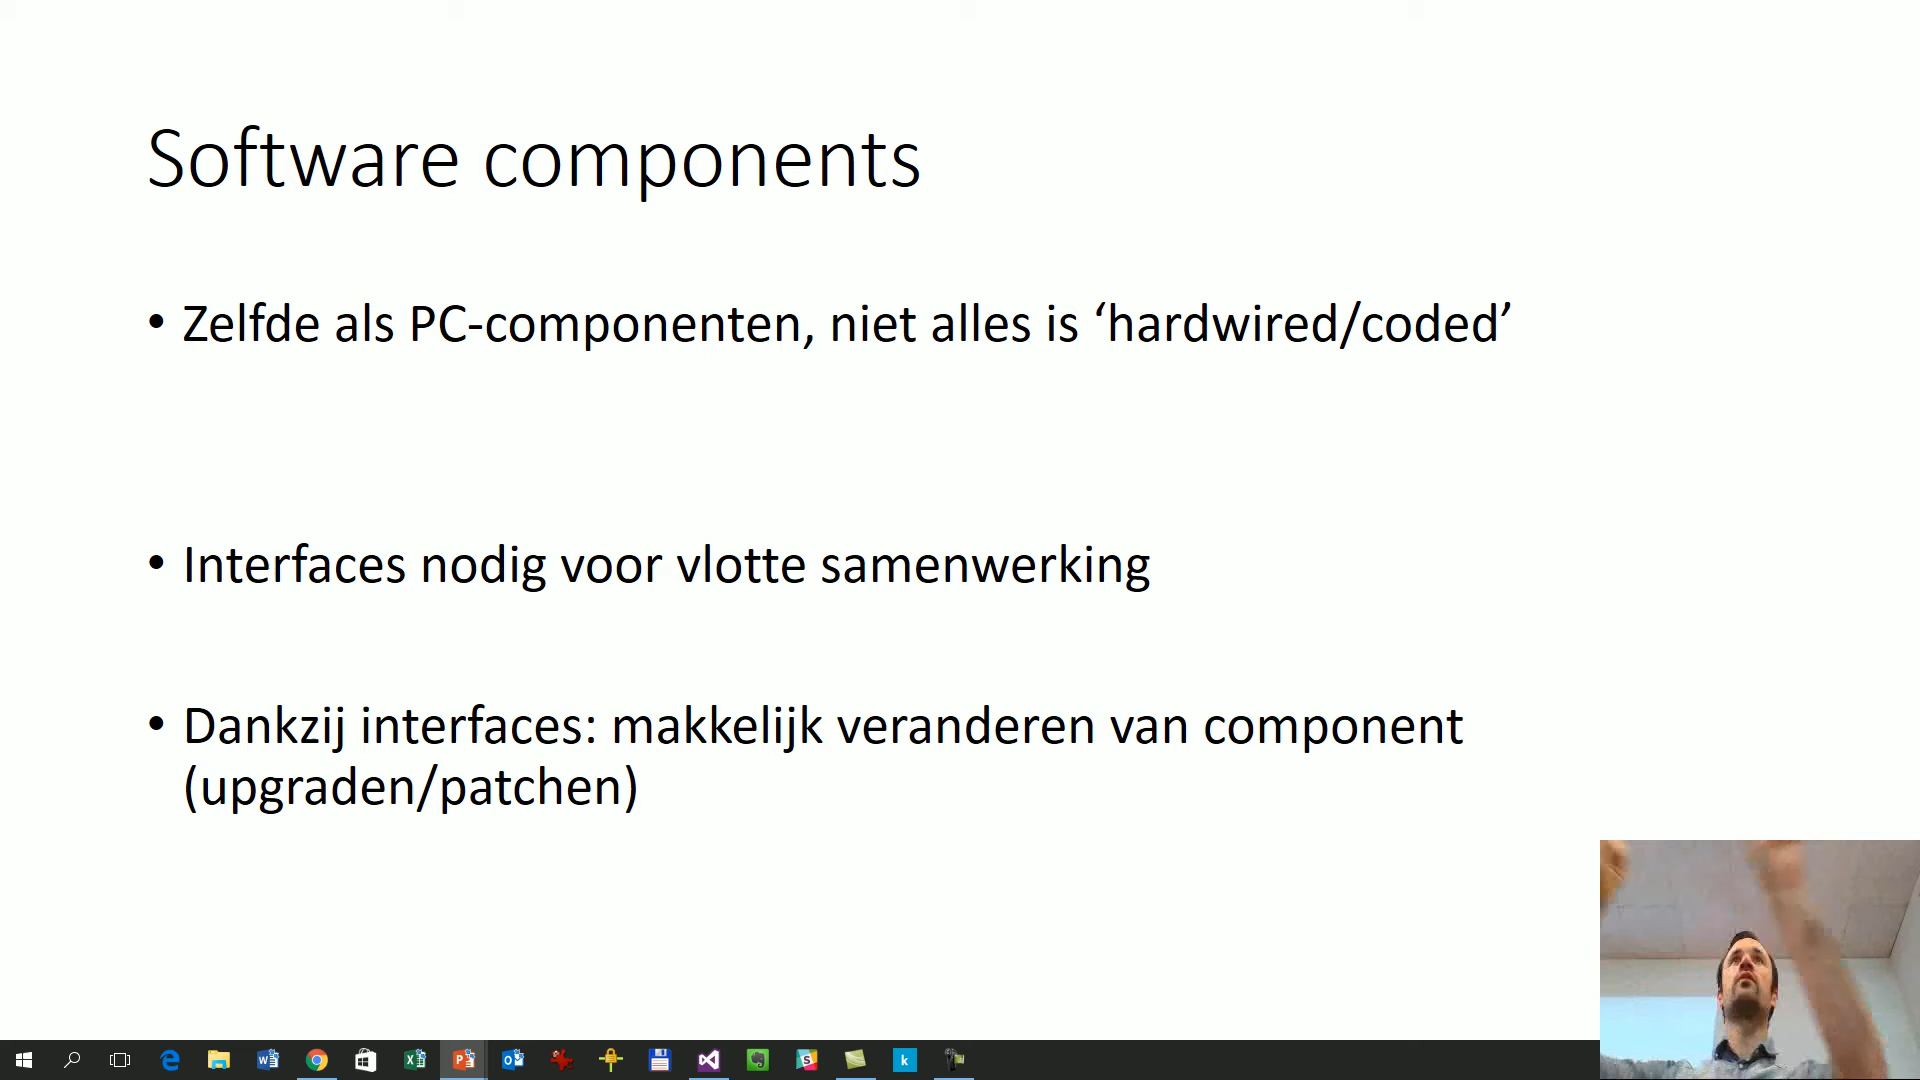 Software components
• Zelfde als PC-componenten, niet alles is ‘hardwired/coded’
• Interfaces nodig voor vlotte samenwerking
• Dankzij interfaces: makkelijk veranderen van component
(upgraden/patchen)